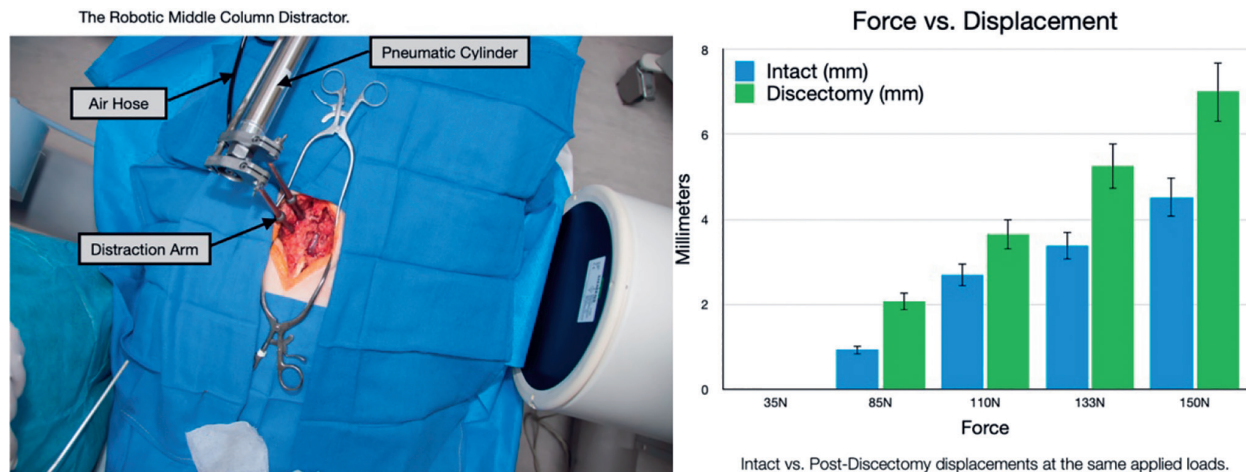 The Robotic Middle Column Distractor.
Pneumatic Cylinder
Air Hose
Distraction Arm
Force vs. Displacement
Intact (mm)
Discectomy (mm)
Millimeters
8
6
4
2
0
35N
85N
110N
133N
150N
Force
Intact vs. Post-Discectomy displacements at the same applied loads.